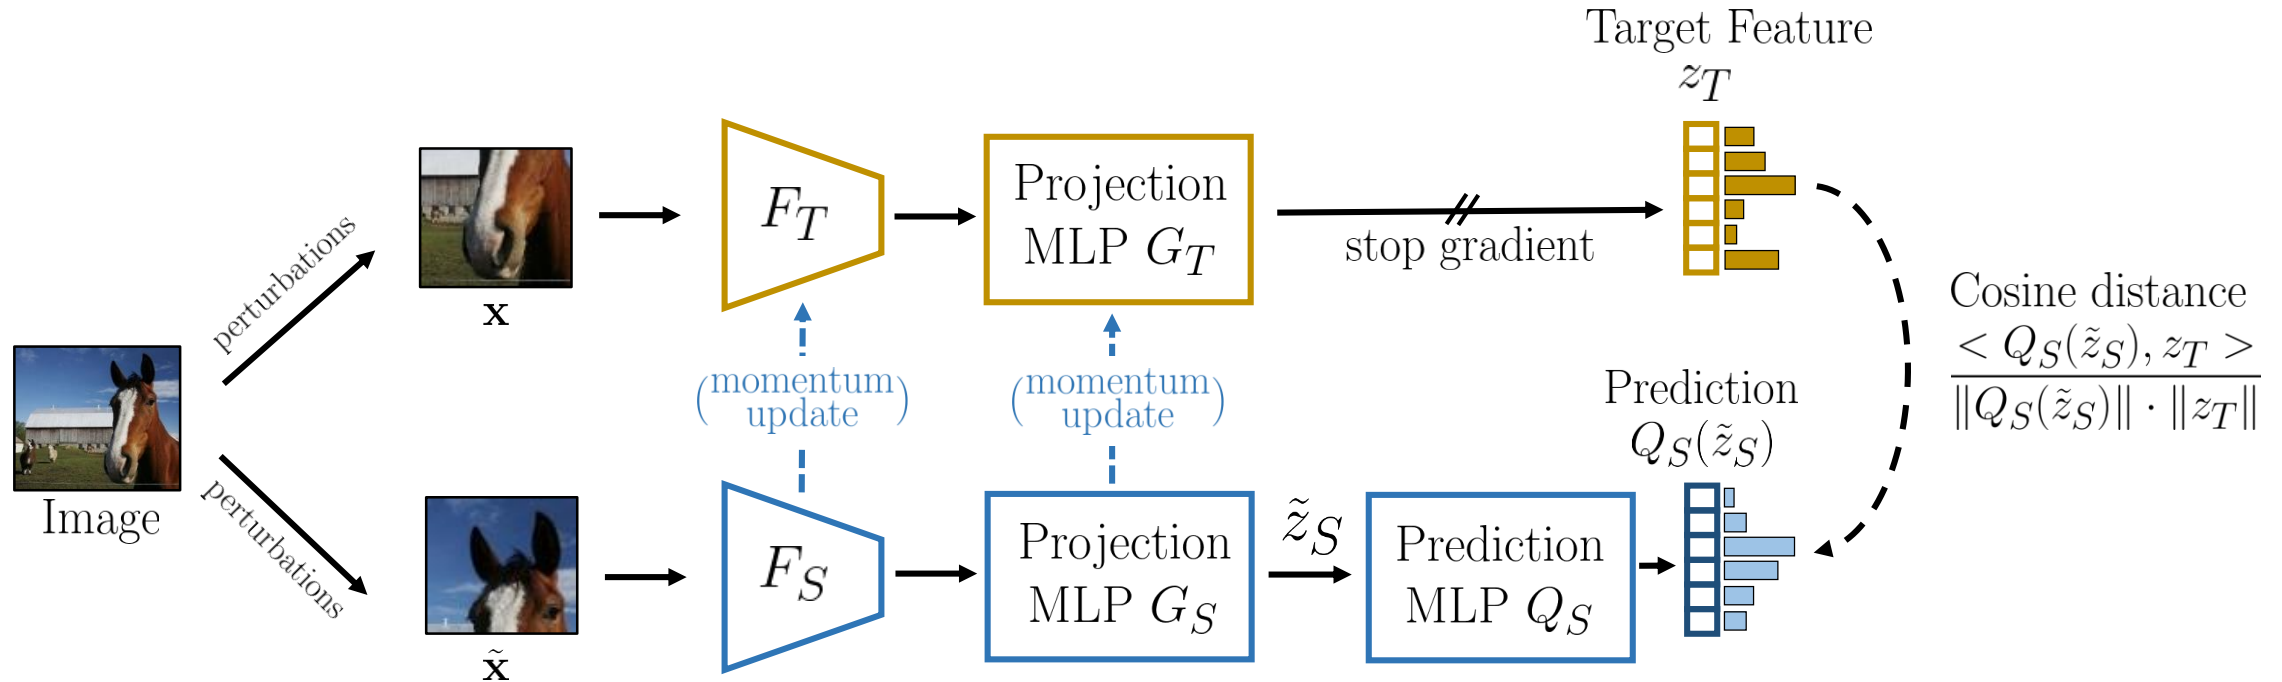 Target Feature
z_T
perturbations
x
F_T
Projection
MLP G_T
stop gradient
Cosine distance
< Q_S(z̃_S), z_T >
‖Q_S(z̃_S)‖ · ‖z_T‖
(momentum
update)
(momentum
update)
Prediction
Q_S(z̃_S)
Image
perturbations
x̃
F_S
Projection
MLP G_S
z̃_S
Prediction
MLP Q_S